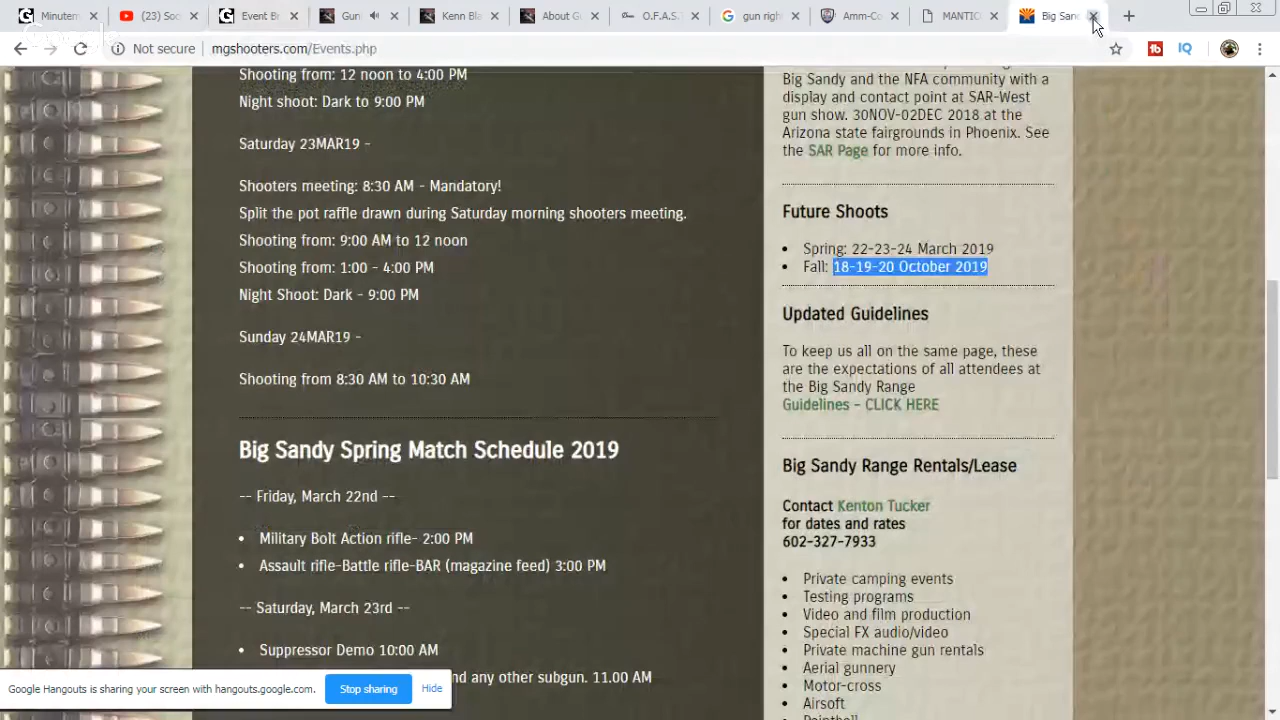 Minutem
(23) Soc
Event Br
Gun
Kenn Bla
About G
O.F.A.S.
gun righ
Amm-Co
MANTIC
Big San
Google
Not secure
mgshooters.com/Events.php
Shooting from: 12 noon to 4:00 PM
Night shoot: Dark to 9:00 PM
Saturday 23MAR19 -
Shooters meeting: 8:30 AM - Mandatory!
Split the pot raffle drawn during Saturday morning shooters meeting.
Shooting from: 9:00 AM to 12 noon
Shooting from: 1:00 - 4:00 PM
Night Shoot: Dark - 9:00 PM
Sunday 24MAR19 -
Shooting from 8:30 AM to 10:30 AM
Big Sandy Spring Match Schedule 2019
-- Friday, March 22nd --
• Military Bolt Action rifle- 2:00 PM
• Assault rifle-Battle rifle-BAR (magazine feed) 3:00 PM
-- Saturday, March 23rd --
• Suppressor Demo 10:00 AM
nd any other subgun. 11.00 AM
Big Sandy and the NFA community with a
display and contact point at SAR-West
gun show. 30NOV-02DEC 2018 at the
Arizona state fairgrounds in Phoenix. See
the SAR Page for more info.
Future Shoots
• Spring: 22-23-24 March 2019
• Fall: 18-19-20 October 2019
Updated Guidelines
To keep us all on the same page, these
are the expectations of all attendees at
the Big Sandy Range
Guidelines - CLICK HERE
Big Sandy Range Rentals/Lease
Contact Kenton Tucker
for dates and rates
602-327-7933
• Private camping events
• Testing programs
• Video and film production
• Special FX audio/video
• Private machine gun rentals
• Aerial gunnery
• Motor-cross
• Airsoft
• Paintball
Google Hangouts is sharing your screen with hangouts.google.com.
Stop sharing
Hide